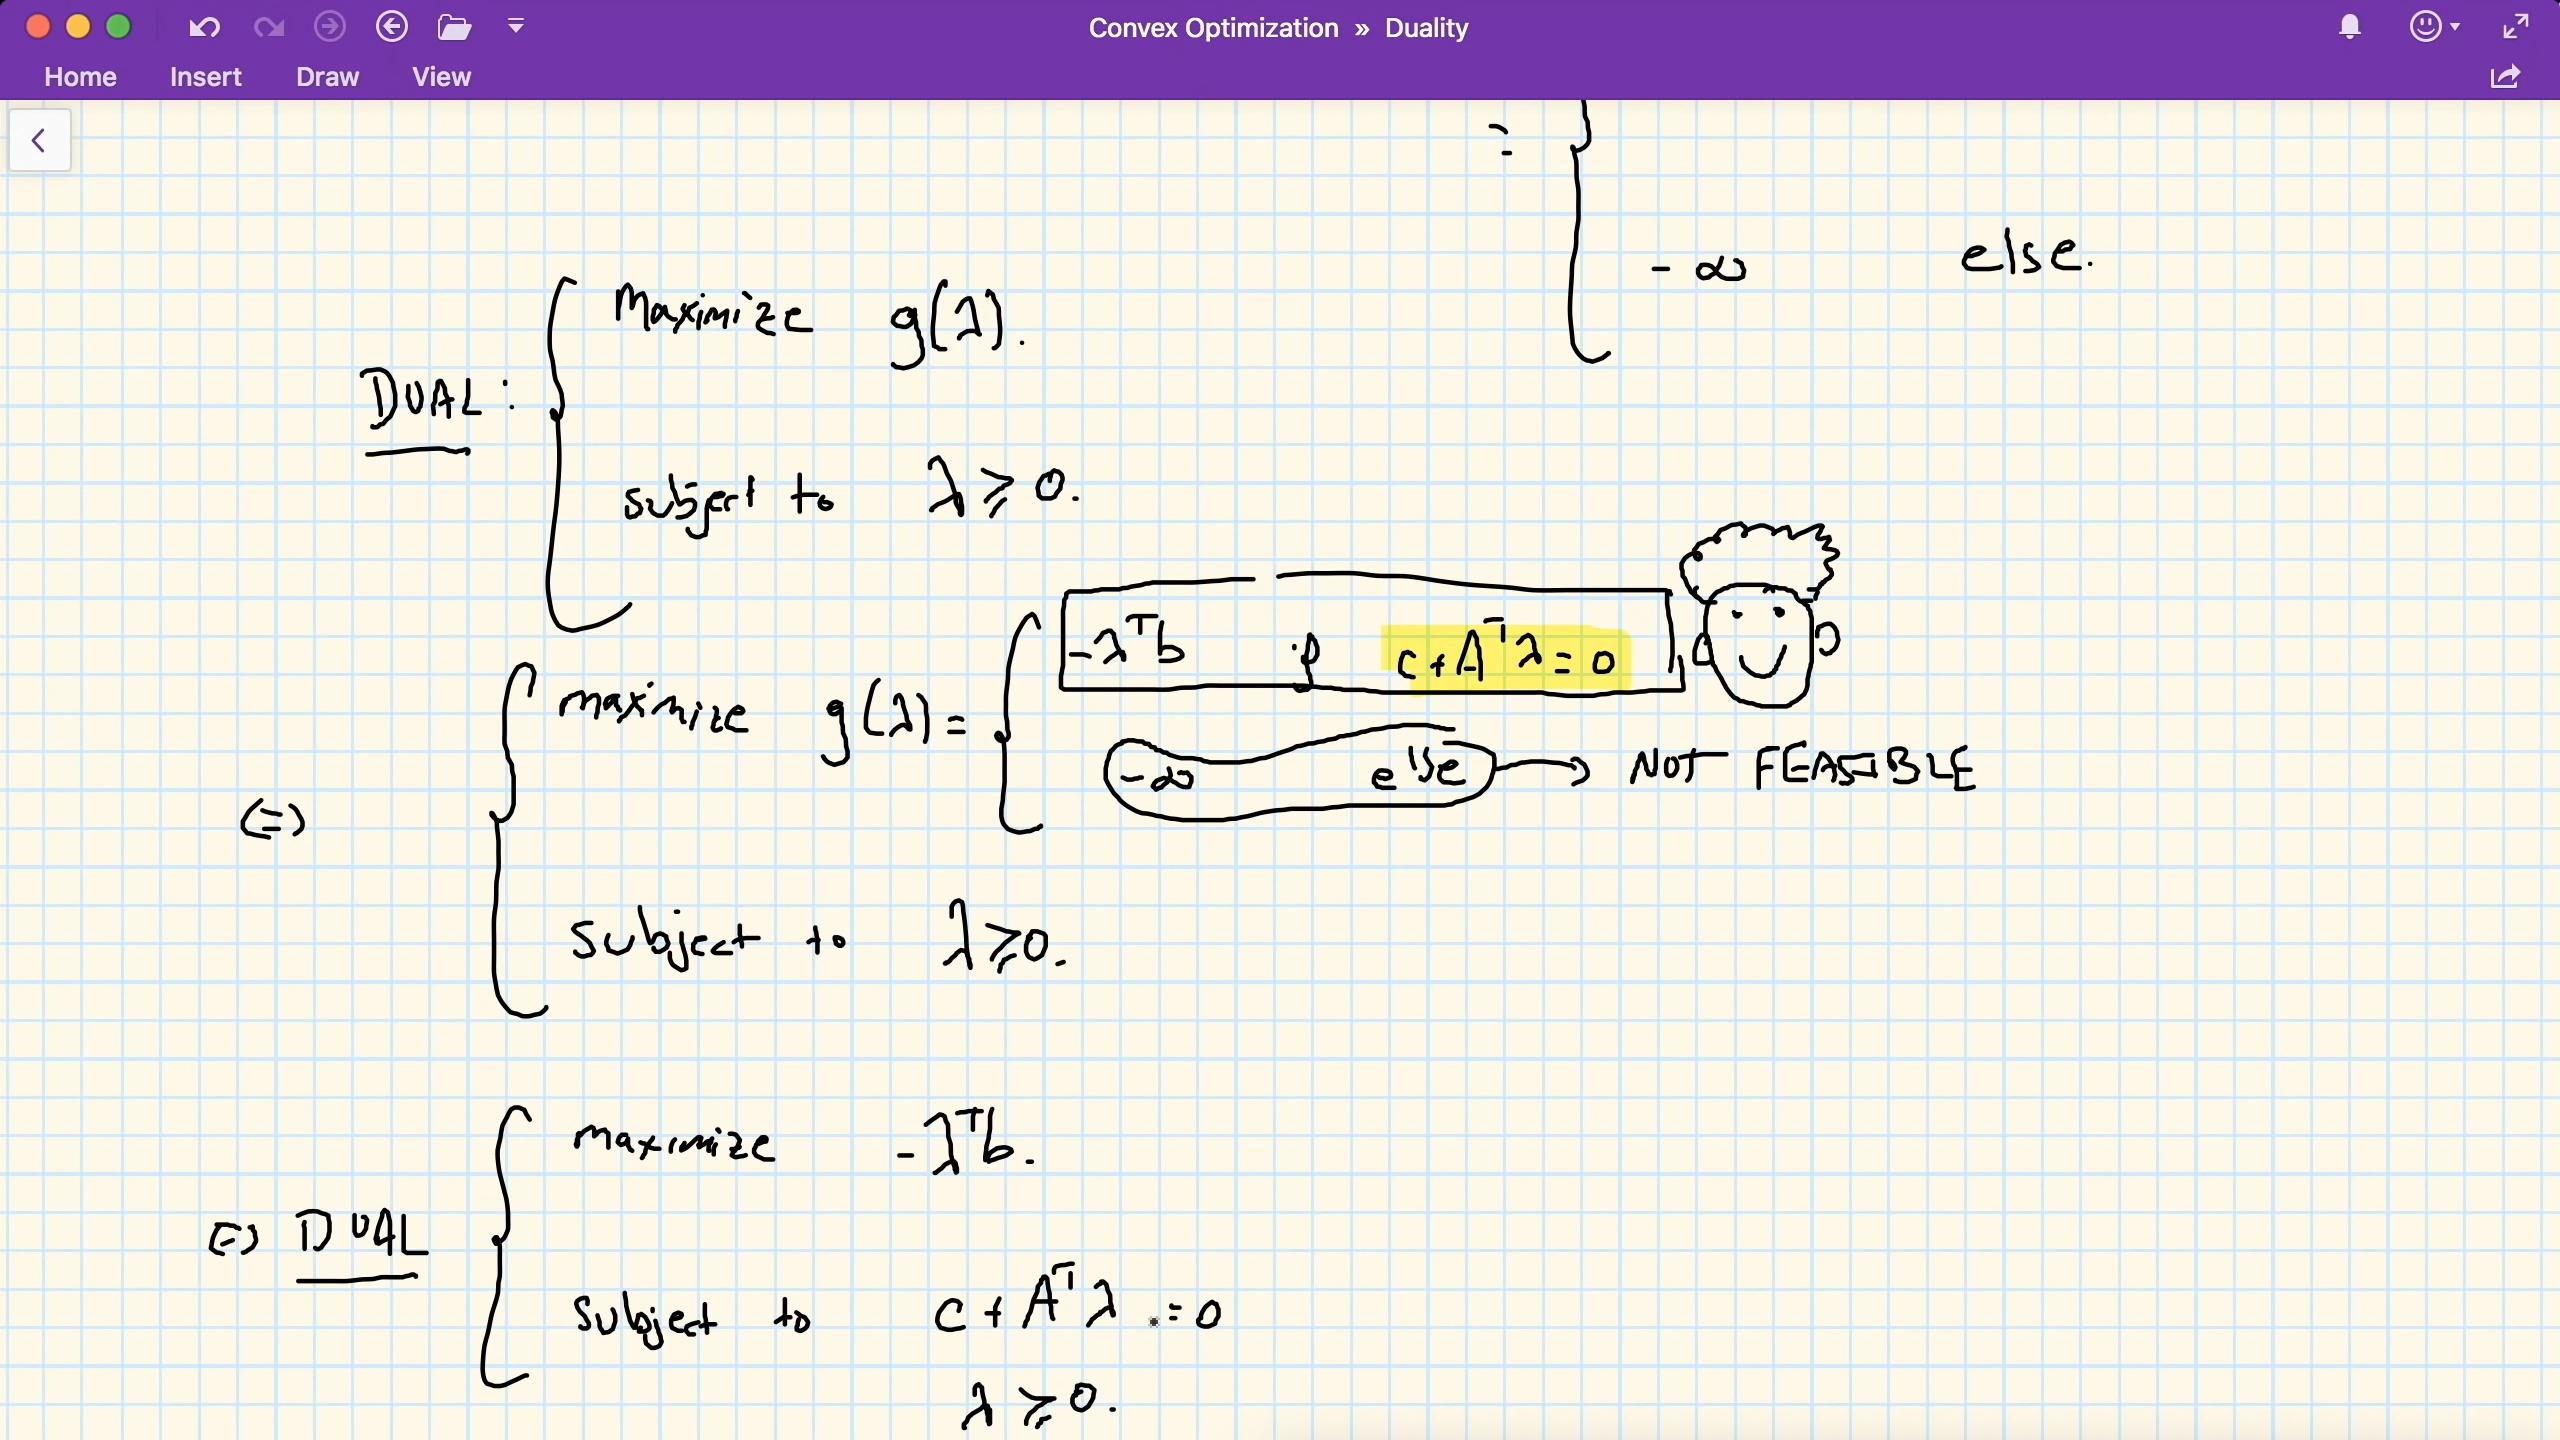 Convex Optimization » Duality
Home Insert Draw View
=
- ∞ else.
Maximize g(λ).
DUAL:
subject to λ ≥ 0.
-λᵀb if c + Aᵀλ = 0
maximize g(λ) =
-∞ else → NOT FEASIBLE
(=)
subject to λ ≥ 0.
maximize -λᵀb.
(=) DUAL
subject to c + Aᵀλ = 0
λ ≥ 0.